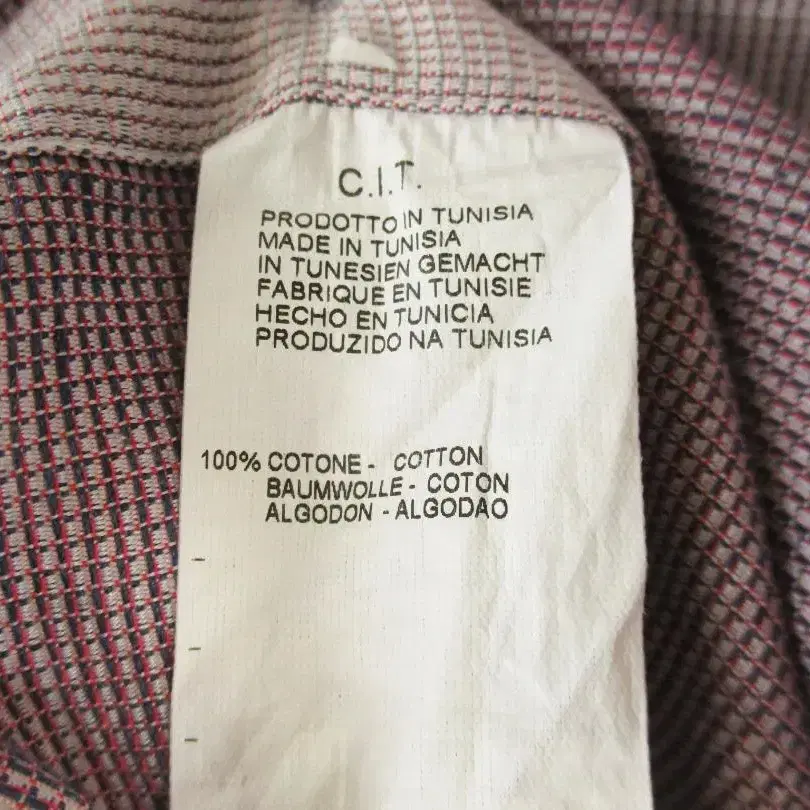 C.I.T.
PRODOTTO IN TUNISIA
MADE IN TUNISIA
IN TUNESIEN GEMACHT
FABRIQUE EN TUNISIE
HECHO EN TUNICIA
PRODUZIDO NA TUNISIA
100% COTONE - COTTON
BAUMWOLLE - COTON
ALGODON - ALGODAO